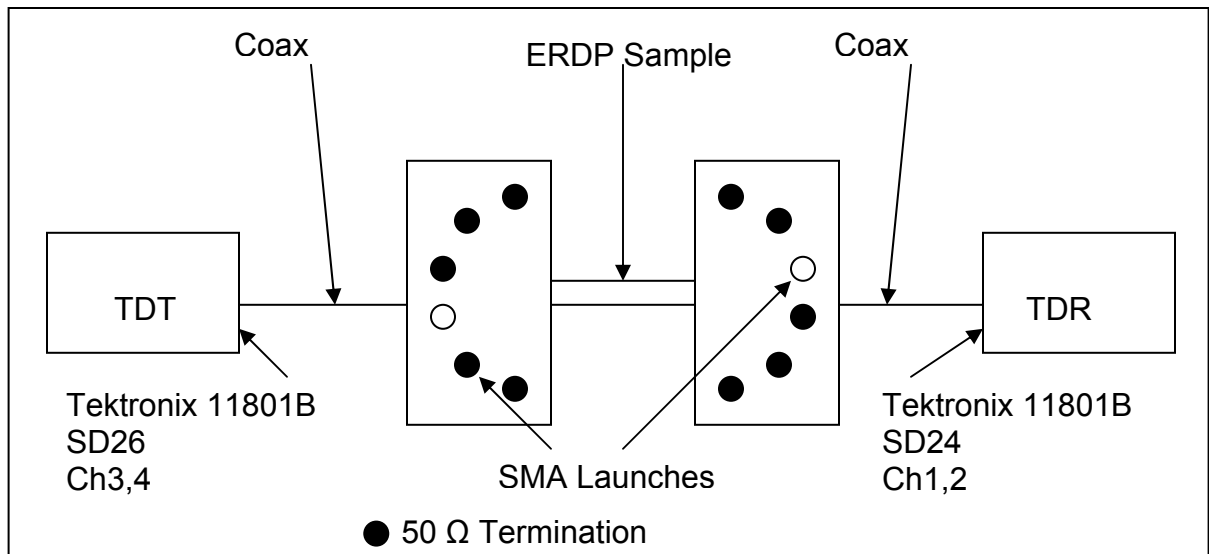 Coax
ERDP Sample
Coax
TDT
TDR
Tektronix 11801B
SD26
Ch3,4
SMA Launches
Tektronix 11801B
SD24
Ch1,2
50 Ω Termination